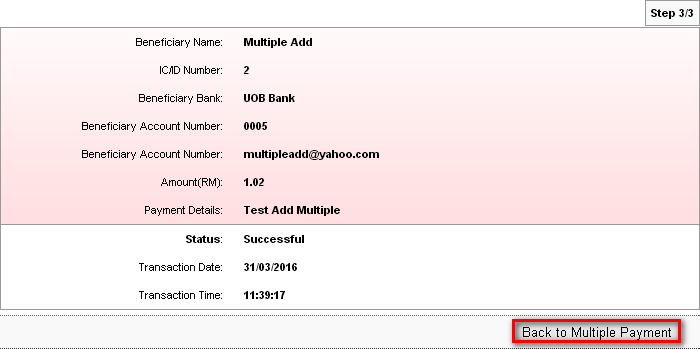 Step 3/3
Beneficiary Name: Multiple Add
IC/ID Number: 2
Beneficiary Bank: UOB Bank
Beneficiary Account Number: 0005
Beneficiary Account Number: multipleadd@yahoo.com
Amount(RM): 1.02
Payment Details: Test Add Multiple
Status: Successful
Transaction Date: 31/03/2016
Transaction Time: 11:39:17
Back to Multiple Payment